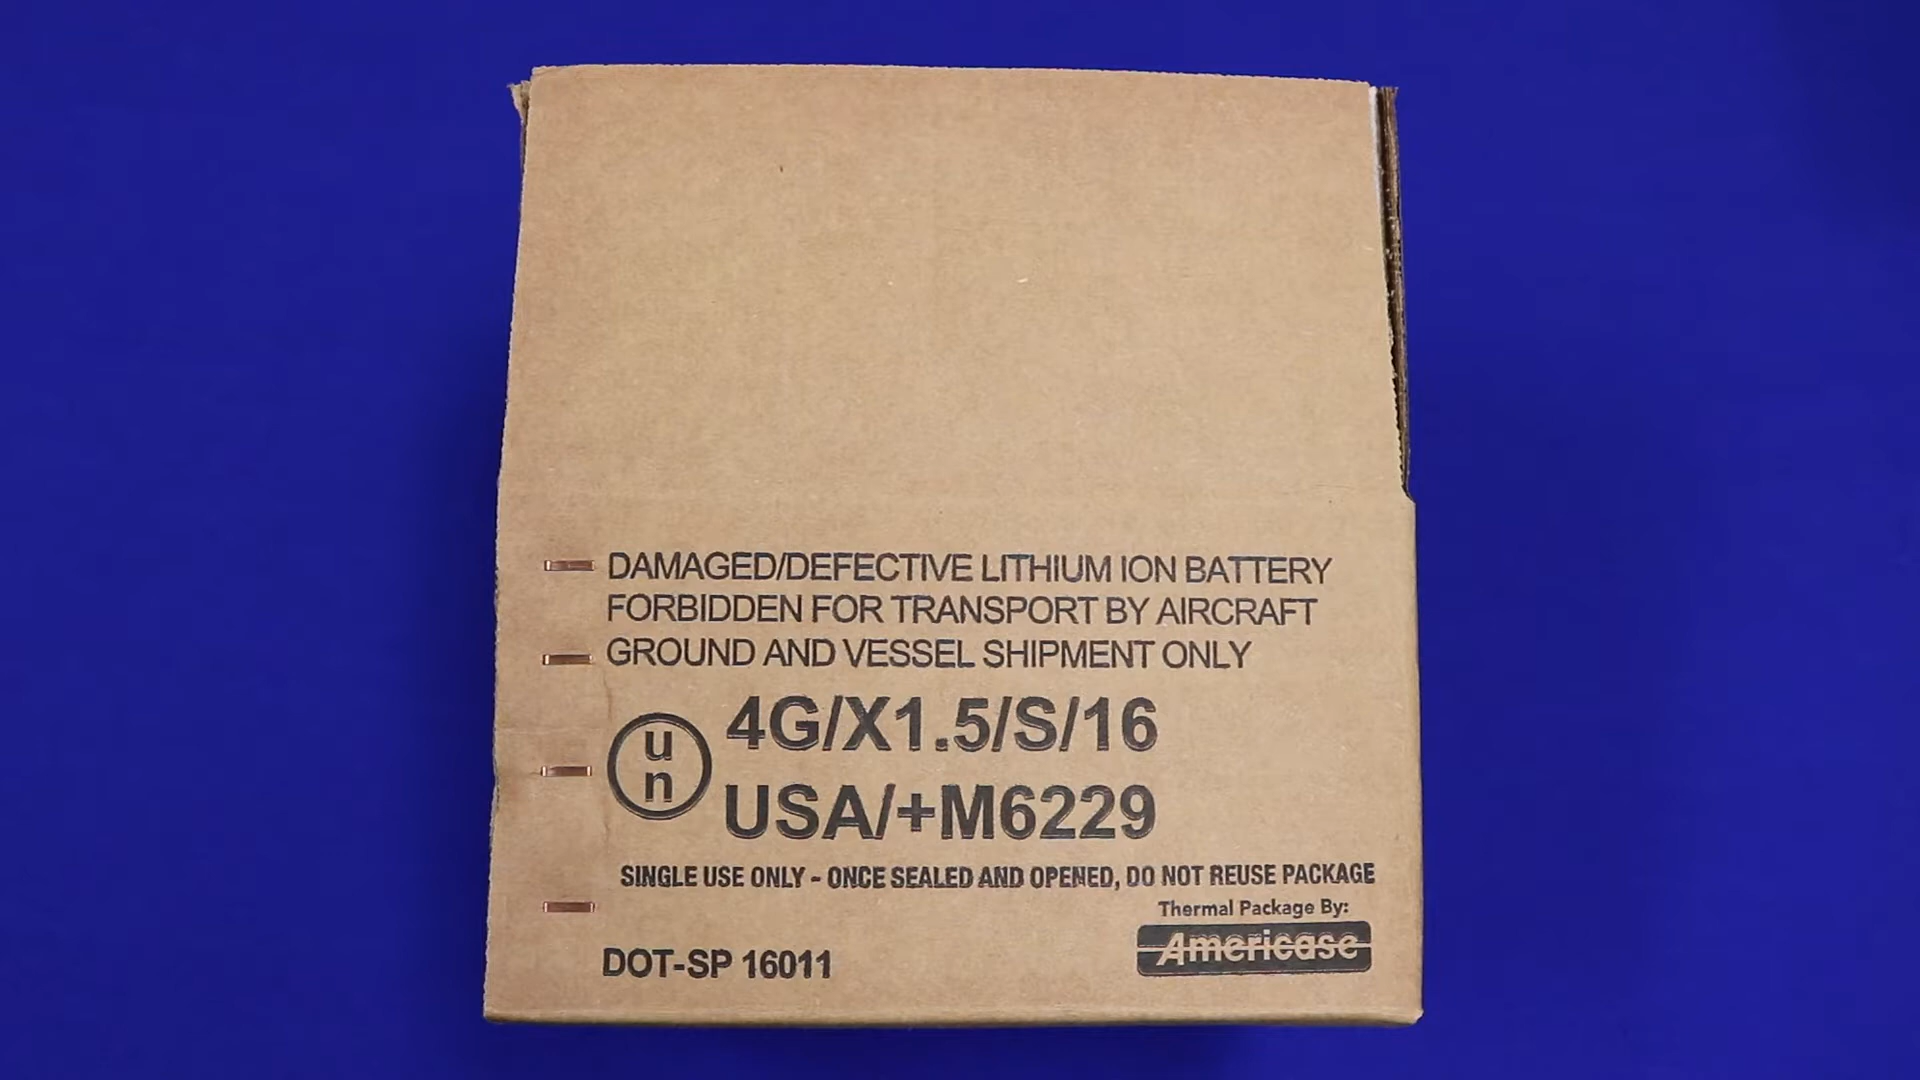 DAMAGED/DEFECTIVE LITHIUM ION BATTERY
FORBIDDEN FOR TRANSPORT BY AIRCRAFT
GROUND AND VESSEL SHIPMENT ONLY
un
4G/X1.5/S/16
USA/+M6229
SINGLE USE ONLY - ONCE SEALED AND OPENED, DO NOT REUSE PACKAGE
Thermal Package By:
Americase
DOT-SP 16011